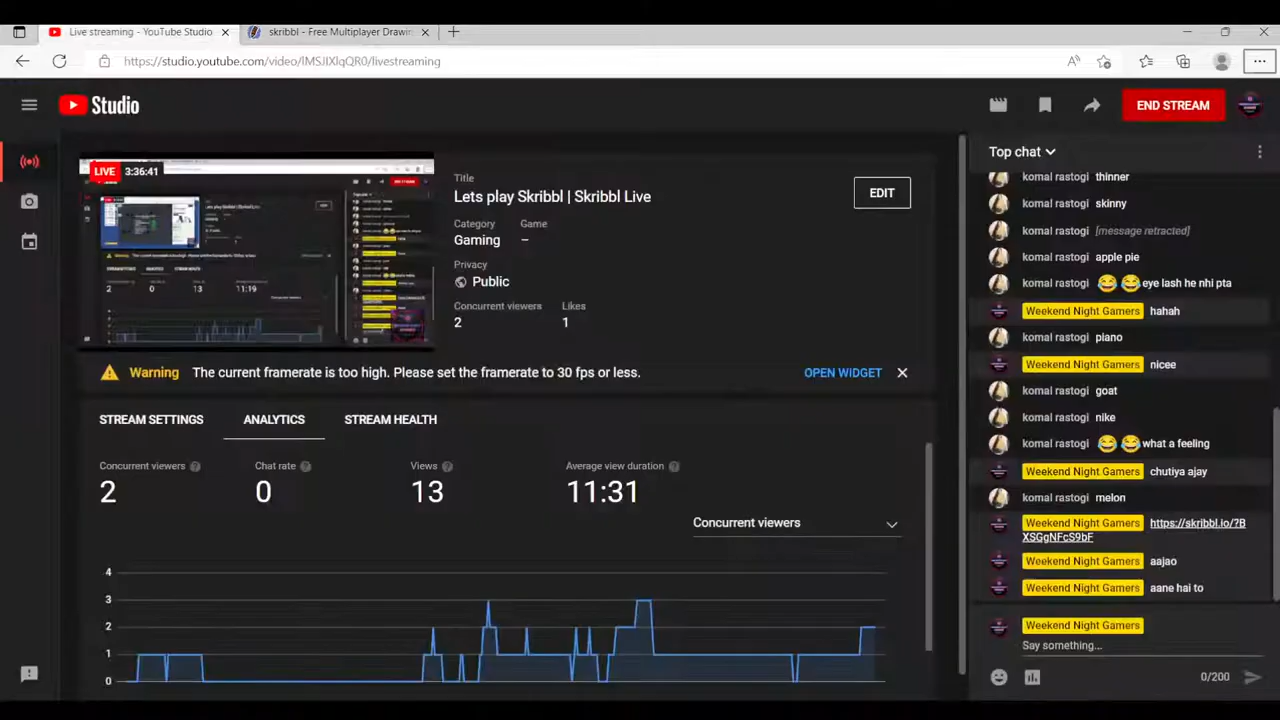 Live streaming - YouTube Studio
skribbl - Free Multiplayer Drawin
https://studio.youtube.com/video/lMSJIXlqQR0/livestreaming
Studio
END STREAM
LIVE 3:36:41
Title
Lets play Skribbl | Skribbl Live
EDIT
Category Game
Gaming –
Privacy
Public
Concurrent viewers Likes
2 1
Warning The current framerate is too high. Please set the framerate to 30 fps or less. OPEN WIDGET
STREAM SETTINGS ANALYTICS STREAM HEALTH
Concurrent viewers Chat rate Views Average view duration
2 0 13 11:31
Concurrent viewers
4
3
2
1
0
Top chat
komal rastogi thinner
komal rastogi skinny
komal rastogi [message retracted]
komal rastogi apple pie
komal rastogi 😂 😂 eye lash he nhi pta
Weekend Night Gamers hahah
komal rastogi piano
Weekend Night Gamers nicee
komal rastogi goat
komal rastogi nike
komal rastogi 😂 😂 what a feeling
Weekend Night Gamers chutiya ajay
komal rastogi melon
Weekend Night Gamers https://skribbl.io/?B
XSGgNFcS9bF
Weekend Night Gamers aajao
Weekend Night Gamers aane hai to
Weekend Night Gamers
Say something...
0/200